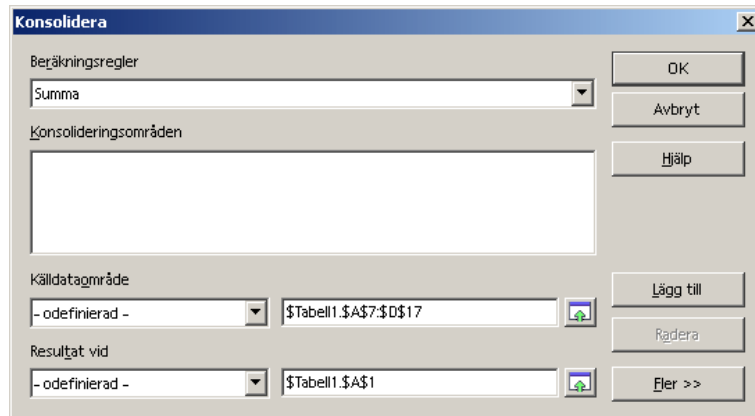 Konsolidera
Beräkningsregler
Summa
Konsolideringsområden
Källdataområde
- odefinierad -
$Tabell1.$A$7:$D$17
Resultat vid
- odefinierad -
$Tabell1.$A$1
OK
Avbryt
Hjälp
Lägg till
Radera
Fler >>